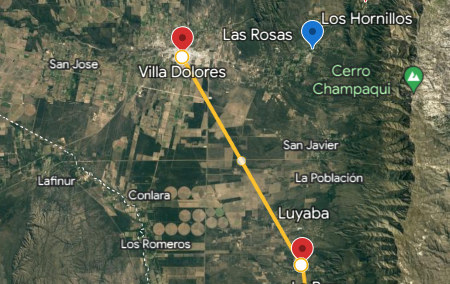 Los Hornillos
Las Rosas
San Jose
Villa Dolores
Cerro
Champaqui
San Javier
Lafinur
La Población
Conlara
Luyaba
Los Romeros